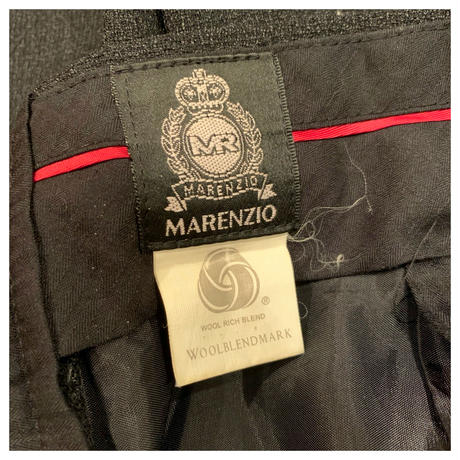 MR
MARENZIO
MARENZIO
®
WOOL RICH BLEND
WOOLBLENDMARK